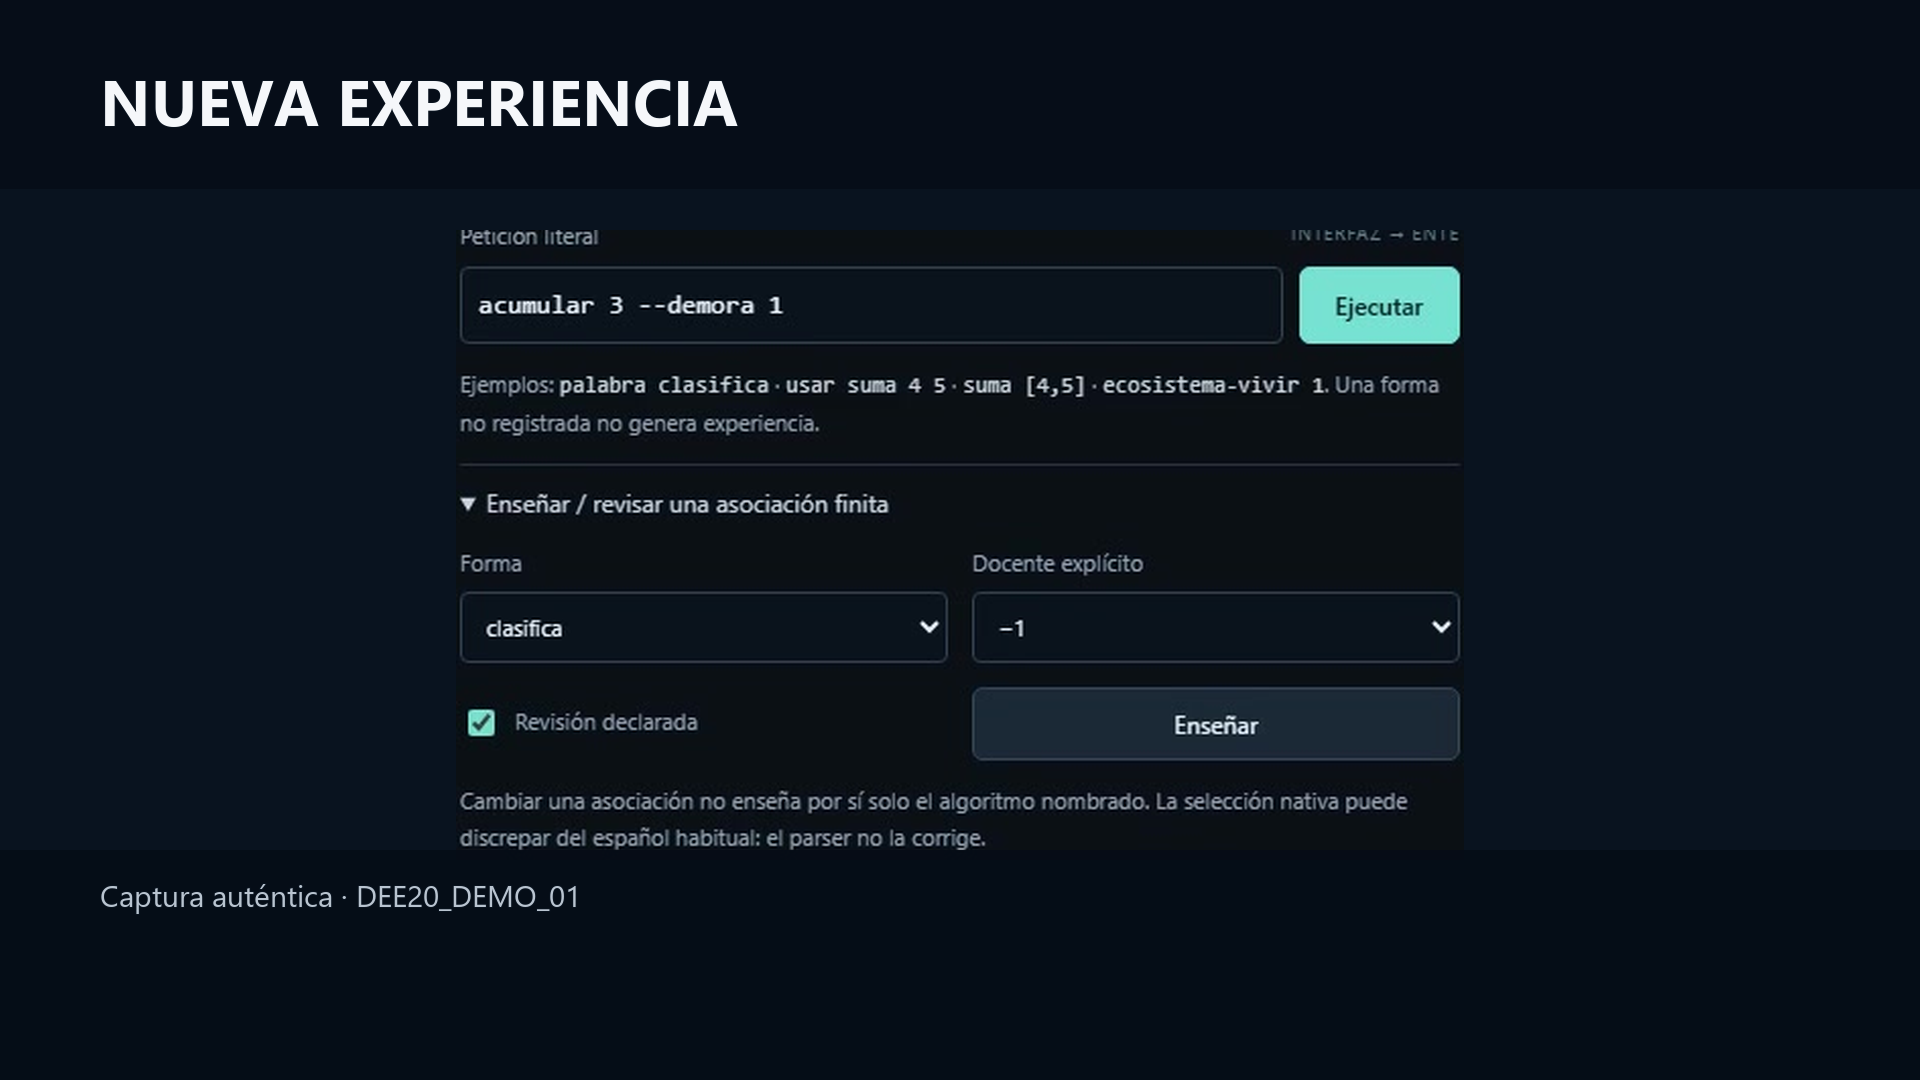 NUEVA EXPERIENCIA
Petición literal
INTERFAZ → ENTE
acumular 3 --demora 1
Ejecutar
Ejemplos: palabra clasifica · usar suma 4 5 · suma [4,5] · ecosistema-vivir 1. Una forma
no registrada no genera experiencia.
▼ Enseñar / revisar una asociación finita
Forma
Docente explícito
clasifica
−1
Revisión declarada
Enseñar
Cambiar una asociación no enseña por sí solo el algoritmo nombrado. La selección nativa puede
discrepar del español habitual: el parser no la corrige.
Captura auténtica · DEE20_DEMO_01